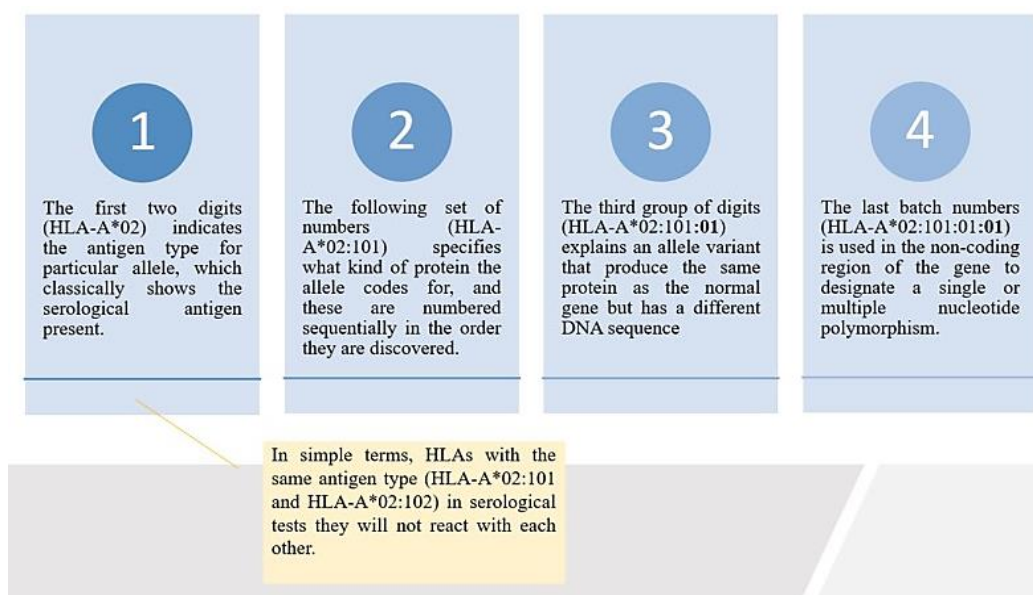 1
The first two digits
(HLA-A*02) indicates
the antigen type for
particular allele, which
classically shows the
serological antigen
present.
2
The following set of
numbers (HLA-
A*02:101) specifies
what kind of protein the
allele codes for, and
these are numbered
sequentially in the order
they are discovered.
3
The third group of digits
(HLA-A*02:101:01)
explains an allele variant
that produce the same
protein as the normal
gene but has a different
DNA sequence
4
The last batch numbers
(HLA-A*02:101:01:01)
is used in the non-coding
region of the gene to
designate a single or
multiple nucleotide
polymorphism.
In simple terms, HLAs with the
same antigen type (HLA-A*02:101
and HLA-A*02:102) in serological
tests they will not react with each
other.